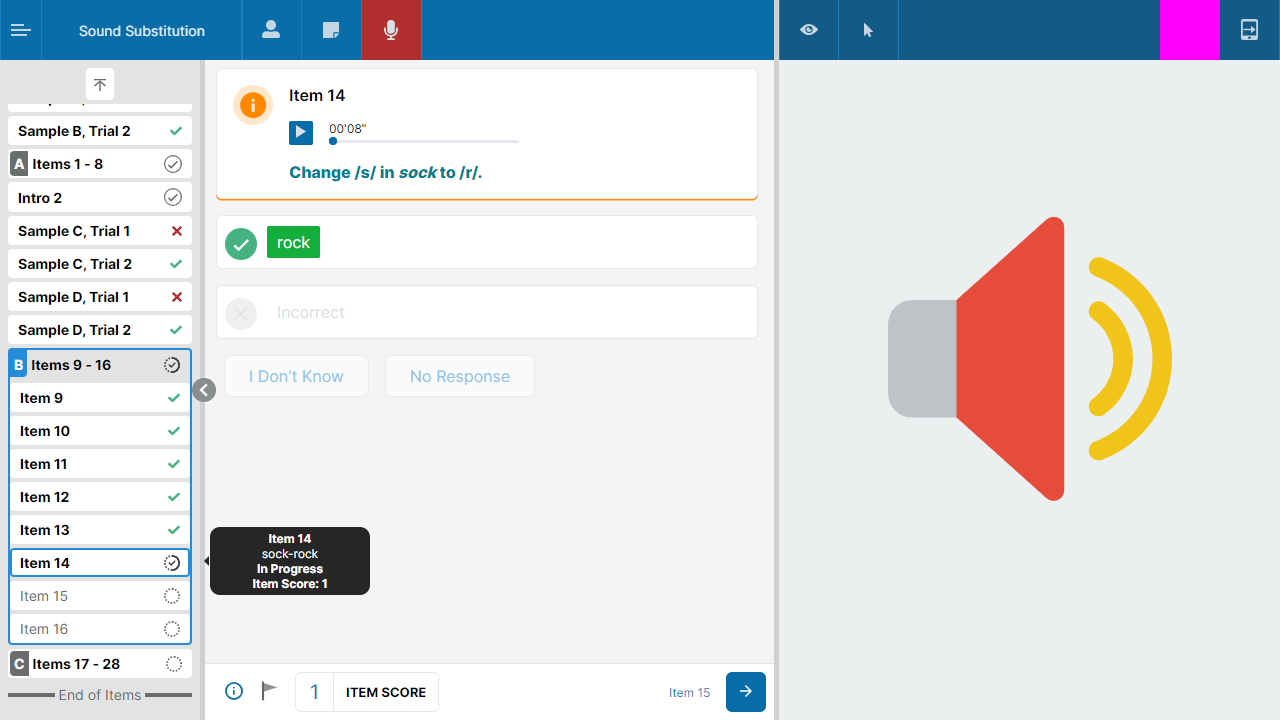 Sound Substitution
Sample B, Trial 2
A Items 1 - 8
Intro 2
Sample C, Trial 1
Sample C, Trial 2
Sample D, Trial 1
Sample D, Trial 2
B Items 9 - 16
Item 9
Item 10
Item 11
Item 12
Item 13
Item 14
Item 15
Item 16
C Items 17 - 28
End of Items
Item 14
00'08"
Change /s/ in sock to /r/.
rock
Incorrect
I Don't Know
No Response
Item 14
sock-rock
In Progress
Item Score: 1
1 ITEM SCORE
Item 15